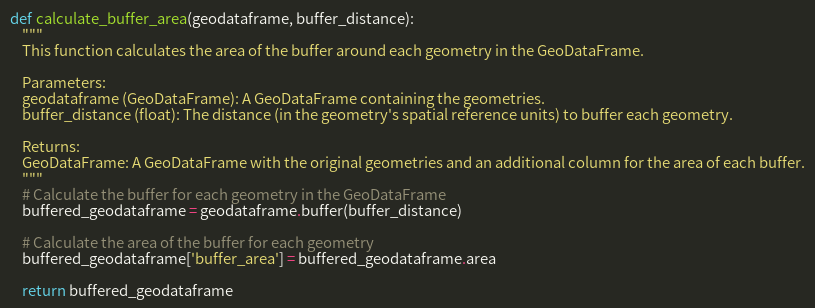 def calculate_buffer_area(geodataframe, buffer_distance):
"""
This function calculates the area of the buffer around each geometry in the GeoDataFrame.
Parameters:
geodataframe (GeoDataFrame): A GeoDataFrame containing the geometries.
buffer_distance (float): The distance (in the geometry's spatial reference units) to buffer each geometry.
Returns:
GeoDataFrame: A GeoDataFrame with the original geometries and an additional column for the area of each buffer.
"""
# Calculate the buffer for each geometry in the GeoDataFrame
buffered_geodataframe = geodataframe.buffer(buffer_distance)
# Calculate the area of the buffer for each geometry
buffered_geodataframe['buffer_area'] = buffered_geodataframe.area
return buffered_geodataframe